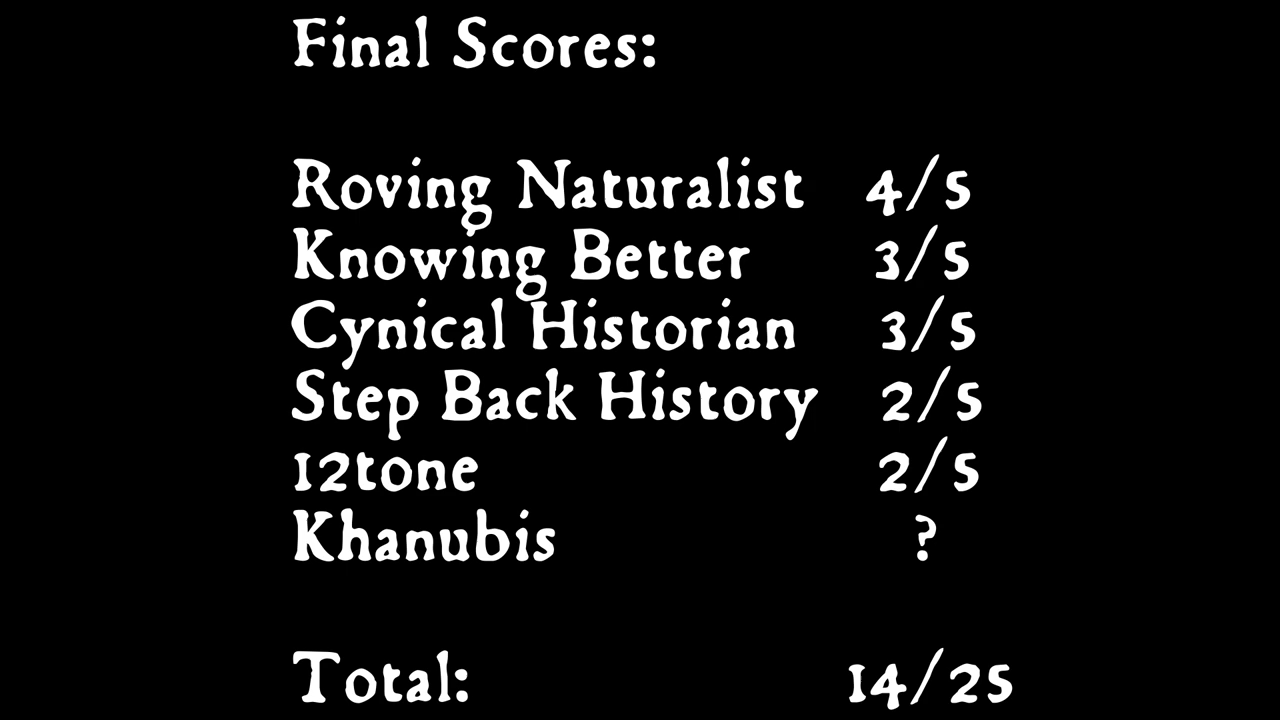 Final Scores:
Roving Naturalist 4/5
Knowing Better 3/5
Cynical Historian 3/5
Step Back History 2/5
12tone 2/5
Khanubis ?
Total: 14/25